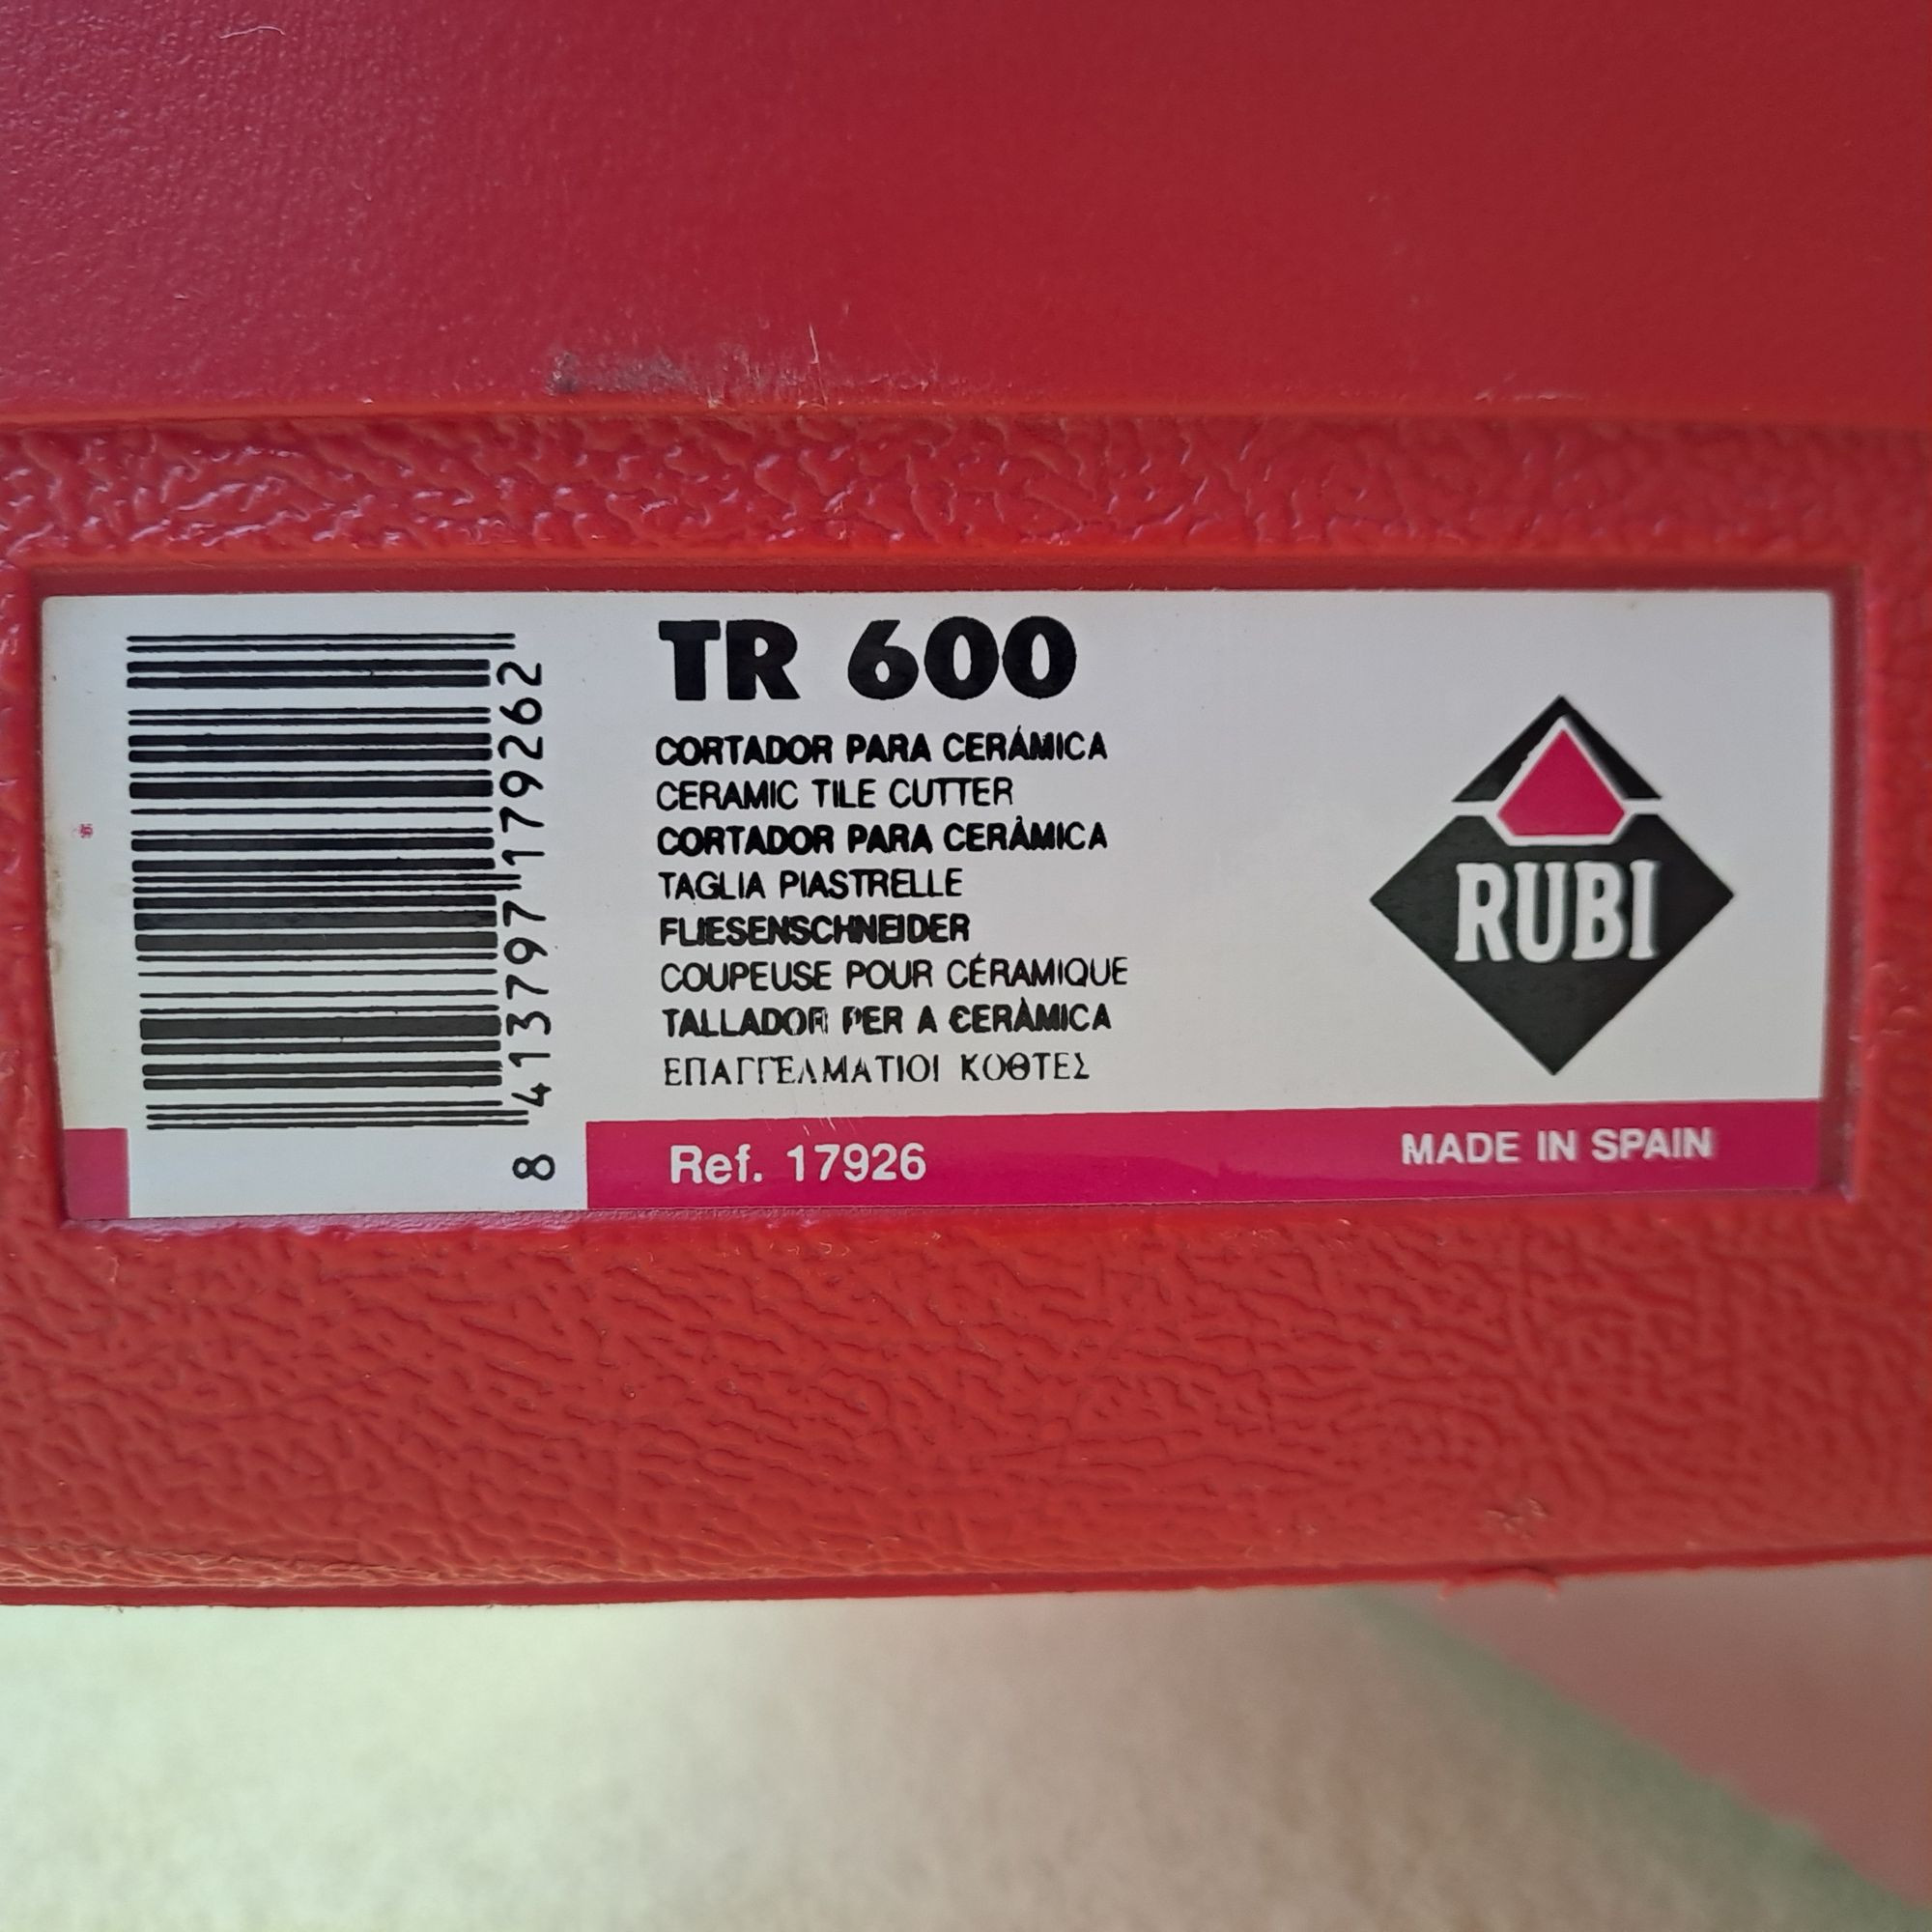 TR 600
CORTADOR PARA CERÁMICA
CERAMIC TILE CUTTER
CORTADOR PARA CERÂMICA
TAGLIA PIASTRELLE
FLIESENSCHNEIDER
COUPEUSE POUR CÉRAMIQUE
TALLADOR PER A CERÀMICA
ΕΠΑΓΓΕΛΜΑΤΙΟΙ ΚΟΘΤΕΣ
8 413797 179262
Ref. 17926
MADE IN SPAIN
RUBI